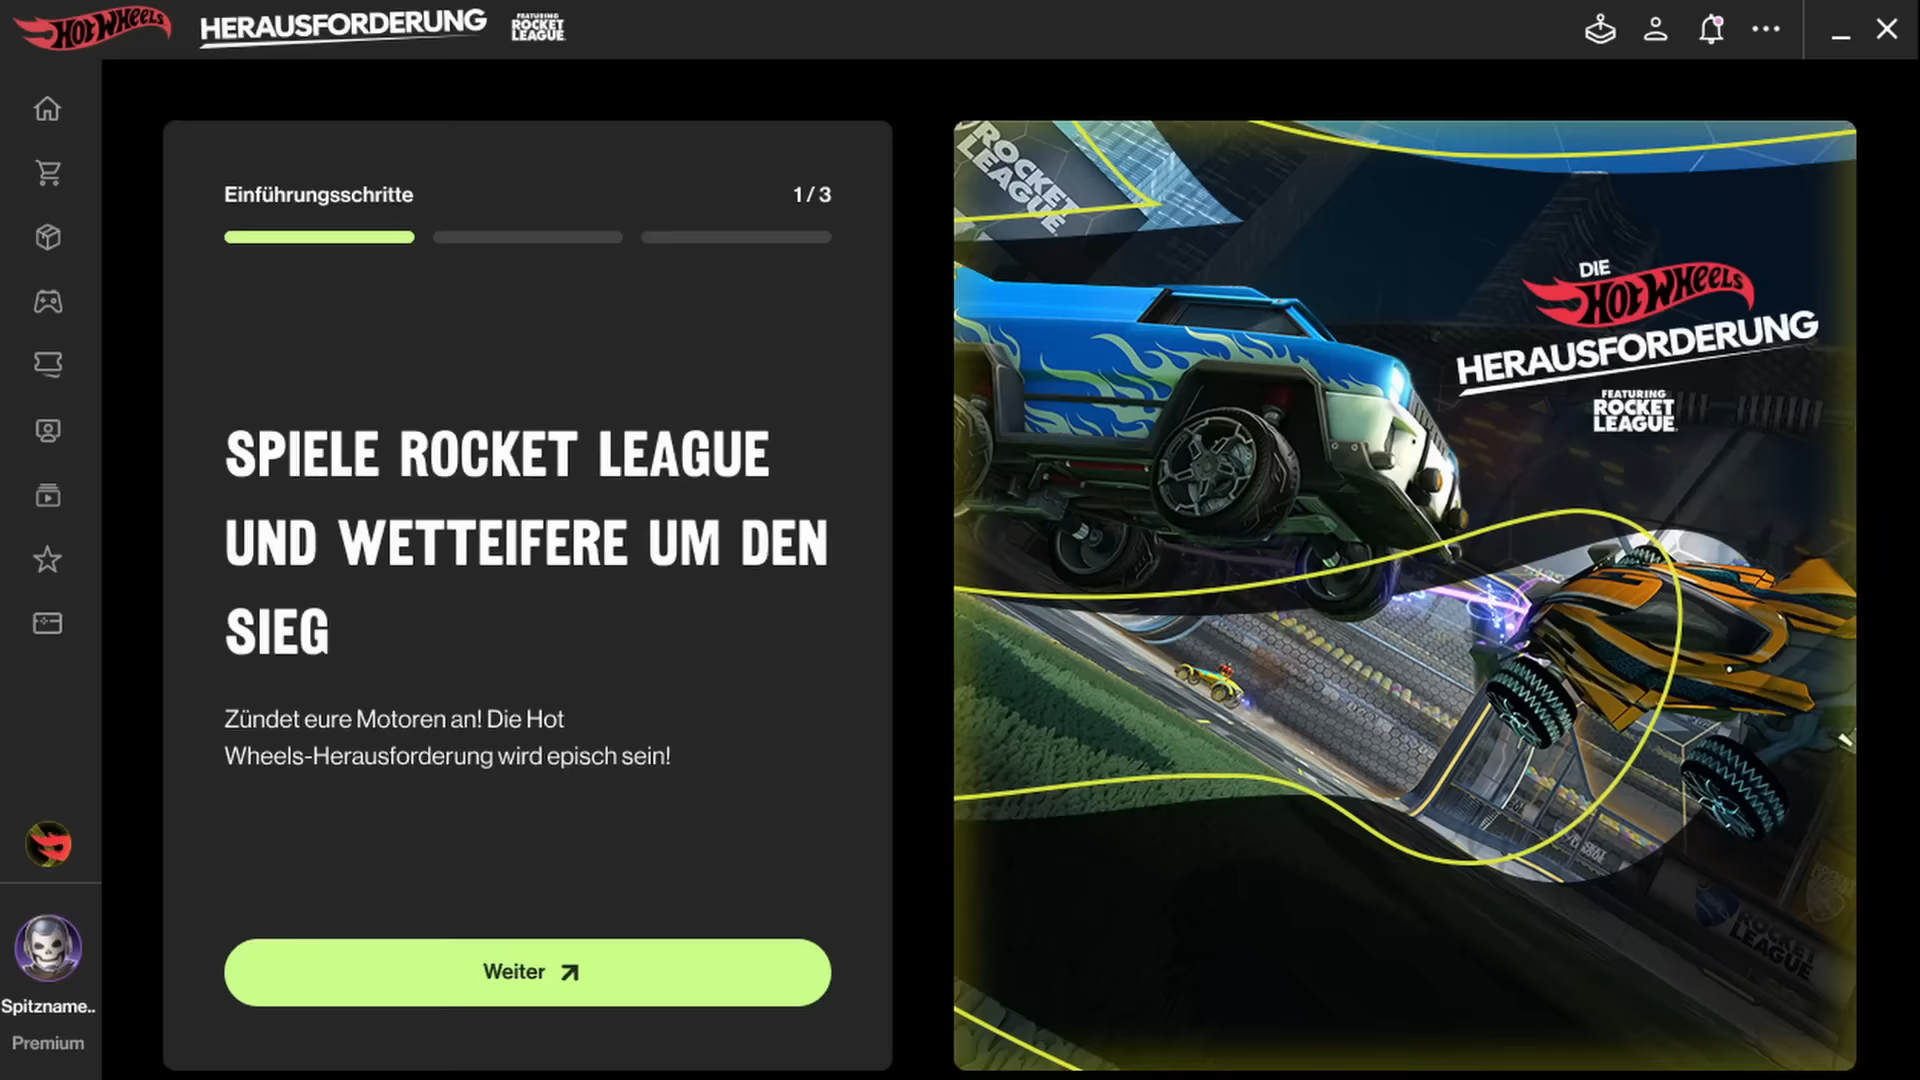 HOT WHEELS HERAUSFORDERUNG FEATURING ROCKET LEAGUE
Einführungsschritte 1 / 3
SPIELE ROCKET LEAGUE
UND WETTEIFERE UM DEN
SIEG
Zündet eure Motoren an! Die Hot
Wheels-Herausforderung wird episch sein!
Weiter
Spitzname..
Premium
ROCKET
LEAGUE
DIE
HOT WHEELS
HERAUSFORDERUNG
FEATURING
ROCKET
LEAGUE
ROCKET
LEAGUE